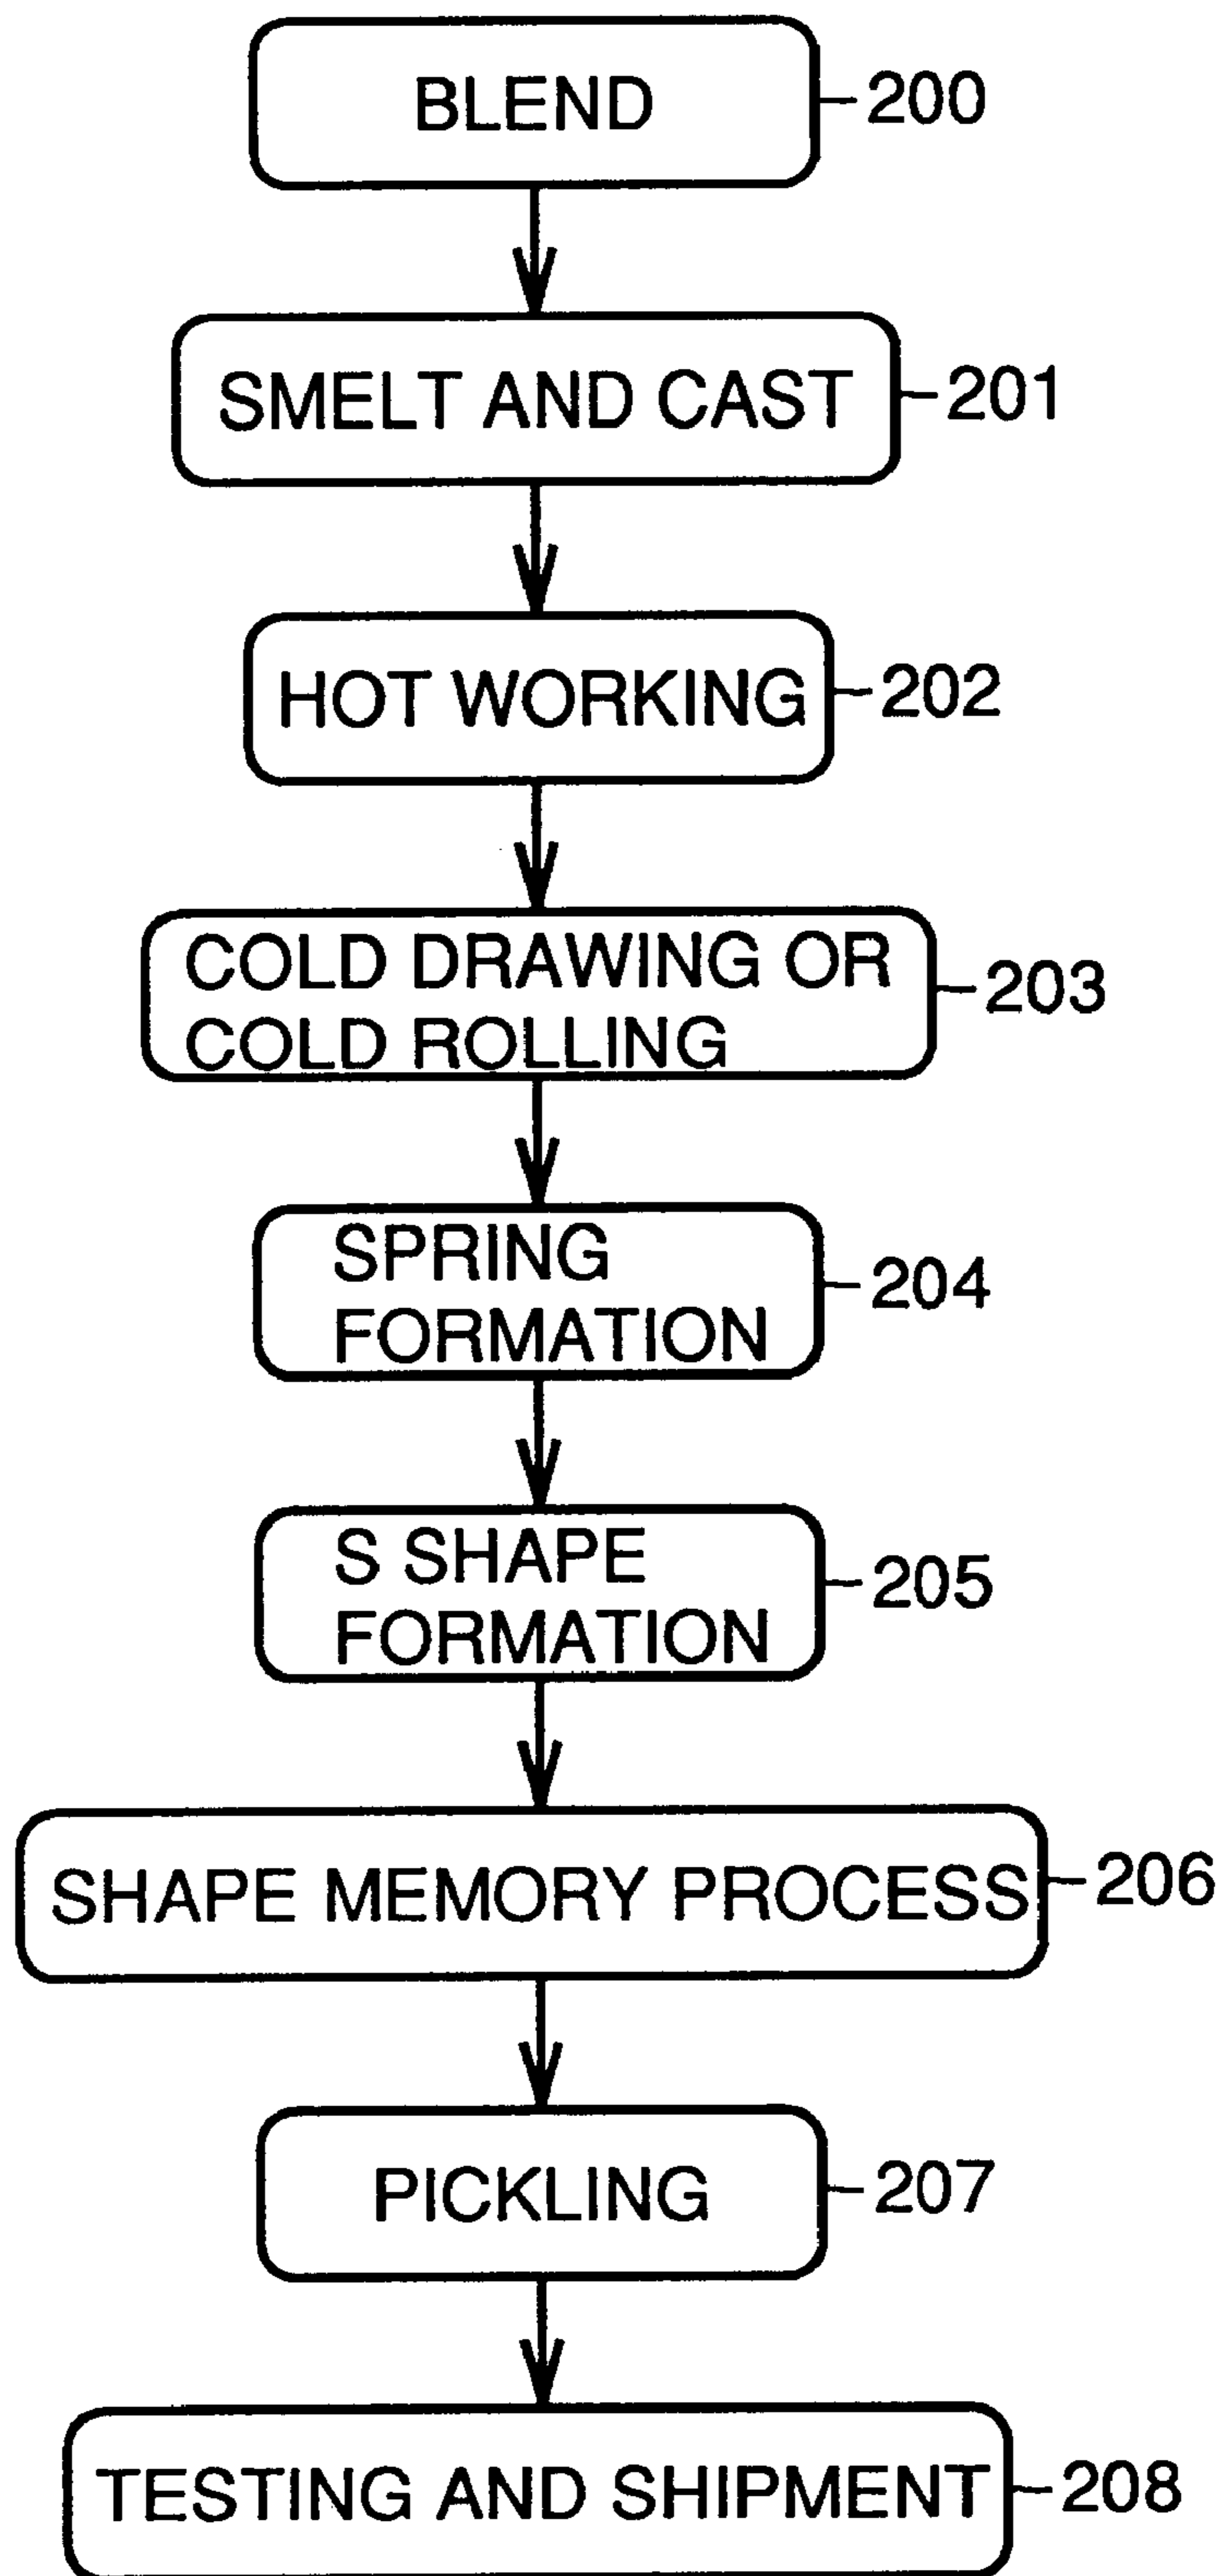 BLEND
200
SMELT AND CAST
201
HOT WORKING
202
COLD DRAWING OR
COLD ROLLING
203
SPRING
FORMATION
204
S SHAPE
FORMATION
205
SHAPE MEMORY PROCESS
206
PICKLING
207
TESTING AND SHIPMENT
208